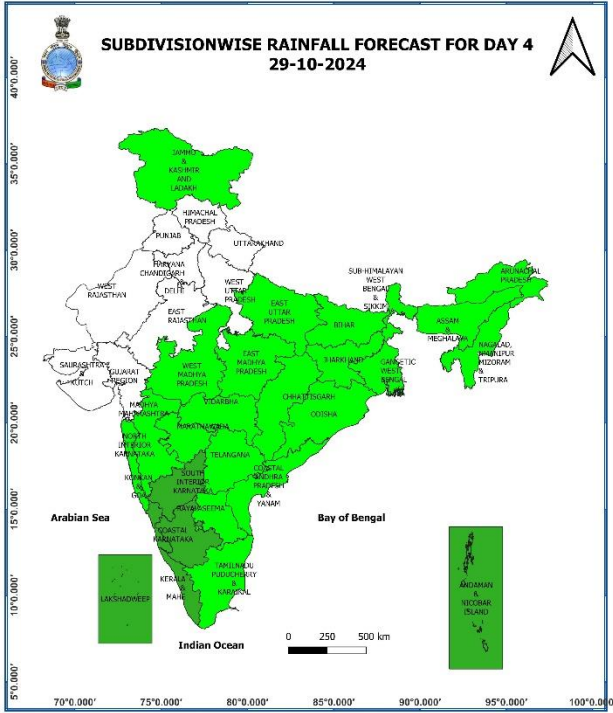 SUBDIVISIONWISE RAINFALL FORECAST FOR DAY 4
29-10-2024
40°0.000'
35°0.000'
30°0.000'
25°0.000'
20°0.000'
15°0.000'
10°0.000'
5°0.000'
JAMMU
&
KASHMIR
AND
LADAKH
HIMACHAL
PRADESH
PUNJAB
UTTARAKHAND
HARYANA
CHANDIGARH
&
DELHI
WEST
UTTAR
PRADESH
WEST
RAJASTHAN
EAST
RAJASTHAN
EAST
UTTAR
PRADESH
SUB-HIMALAYAN
WEST
BENGAL
&
SIKKIM
ARUNACHAL
PRADESH
ASSAM
&
MEGHALAYA
NAGALAD,
MANIPUR
MIZORAM
&
TRIPURA
BIHAR
SAURASHTRA
&
KUTCH
GUJARAT
REGION
WEST
MADHYA
PRADESH
EAST
MADHYA
PRADESH
JHARKHAND
GANGETIC
WEST
BENGAL
CHHATTISGARH
ODISHA
MADHYA
MAHARASHTRA
VIDARBHA
MARATHAWADA
NORTH
INTERIOR
KARNATAKA
TELANGANA
KONKAN
&
GOA
SOUTH
INTERIOR
KARNATAKA
COASTAL
ANDHRA
PRADESH
&
YANAM
RAYALASEEMA
COASTAL
KARNATAKA
Arabian Sea
Bay of Bengal
KERALA
&
MAHE
TAMILNADU
PUDUCHERRY
&
KARAIKAL
LAKSHADWEEP
ANDAMAN
&
NICOBAR
ISLAND
Indian Ocean
0 250 500 km
70°0.000' 75°0.000' 80°0.000' 85°0.000' 90°0.000' 95°0.000' 100°0.000'